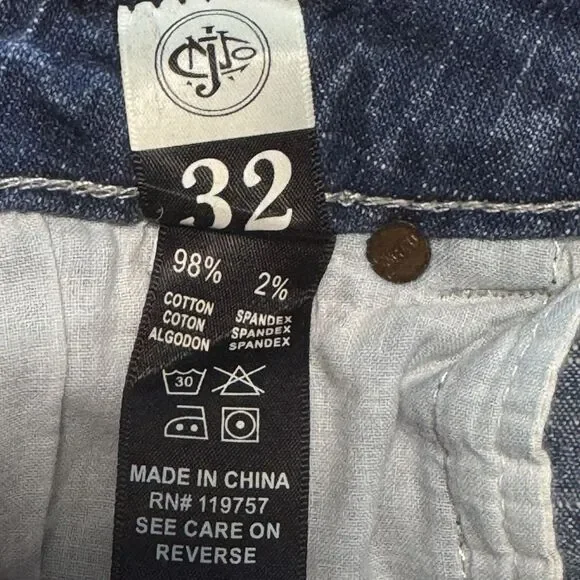 32
98% 2%
COTTON SPANDEX
COTON SPANDEX
ALGODON SPANDEX
30
MADE IN CHINA
RN# 119757
SEE CARE ON
REVERSE